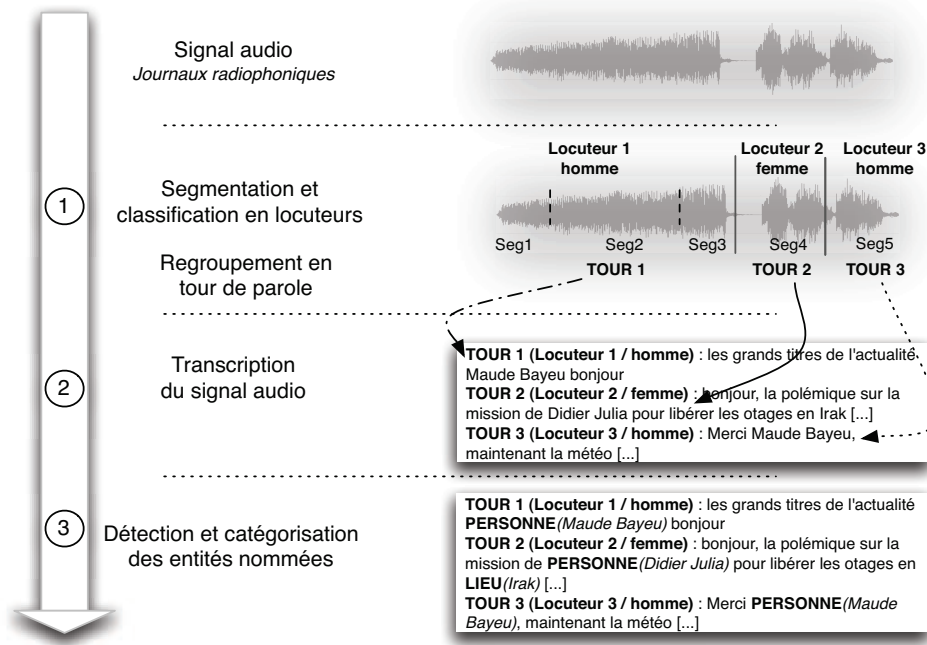 Signal audio
Journaux radiophoniques
Locuteur 1
homme
Locuteur 2
femme
Locuteur 3
homme
1
Segmentation et
classification en locuteurs
Seg1
Seg2
Seg3
Seg4
Seg5
Regroupement en
tour de parole
TOUR 1
TOUR 2
TOUR 3
2
Transcription
du signal audio
TOUR 1 (Locuteur 1 / homme) : les grands titres de l'actualité
Maude Bayeu bonjour
TOUR 2 (Locuteur 2 / femme) : bonjour, la polémique sur la
mission de Didier Julia pour libérer les otages en Irak [...]
TOUR 3 (Locuteur 3 / homme) : Merci Maude Bayeu,
maintenant la météo [...]
3
Détection et catégorisation
des entités nommées
TOUR 1 (Locuteur 1 / homme) : les grands titres de l'actualité
PERSONNE(Maude Bayeu) bonjour
TOUR 2 (Locuteur 2 / femme) : bonjour, la polémique sur la
mission de PERSONNE(Didier Julia) pour libérer les otages en
LIEU(Irak) [...]
TOUR 3 (Locuteur 3 / homme) : Merci PERSONNE(Maude
Bayeu), maintenant la météo [...]